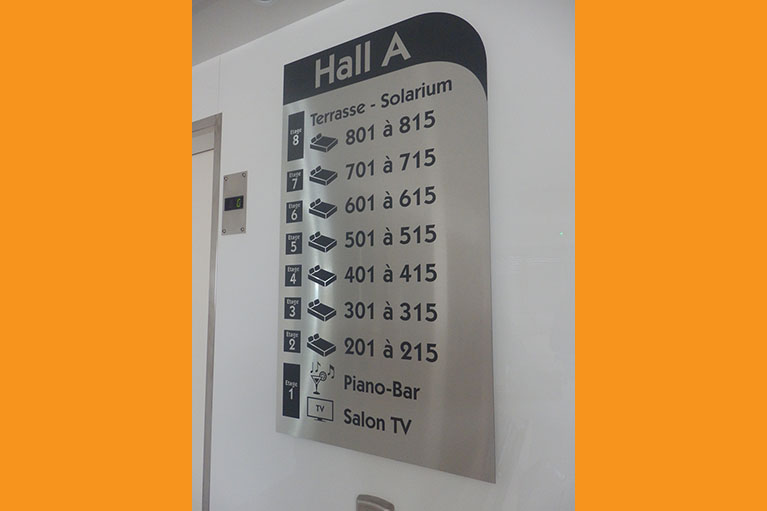 Hall A
Terrasse - Solarium
Etage 8
801 à 815
Etage 7
701 à 715
Etage 6
601 à 615
Etage 5
501 à 515
Etage 4
401 à 415
Etage 3
301 à 315
Etage 2
201 à 215
Etage 1
Piano-Bar
TV
Salon TV